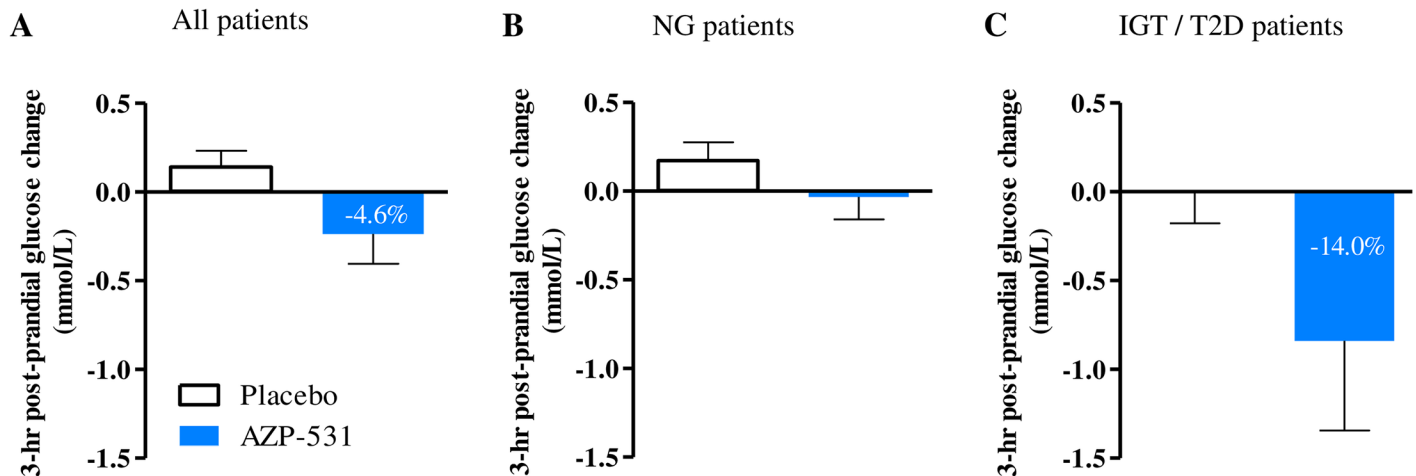 A
All patients
3-hr post-prandial glucose change
(mmol/L)
0.5
0.0
-0.5
-1.0
-1.5
-4.6%
Placebo
AZP-531
B
NG patients
3-hr post-prandial glucose change
(mmol/L)
0.5
0.0
-0.5
-1.0
-1.5
C
IGT / T2D patients
3-hr post-prandial glucose change
(mmol/L)
0.5
0.0
-0.5
-1.0
-1.5
-14.0%